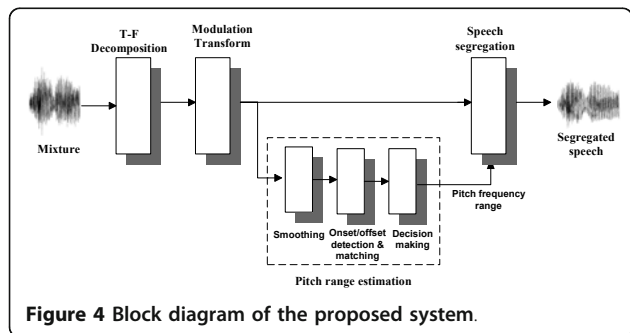 T-F
Decomposition
Modulation
Transform
Speech
segregation
Mixture
Segregated
speech
Smoothing
Onset/offset
detection &
matching
Decision
making
Pitch frequency
range
Pitch range estimation
Figure 4 Block diagram of the proposed system.